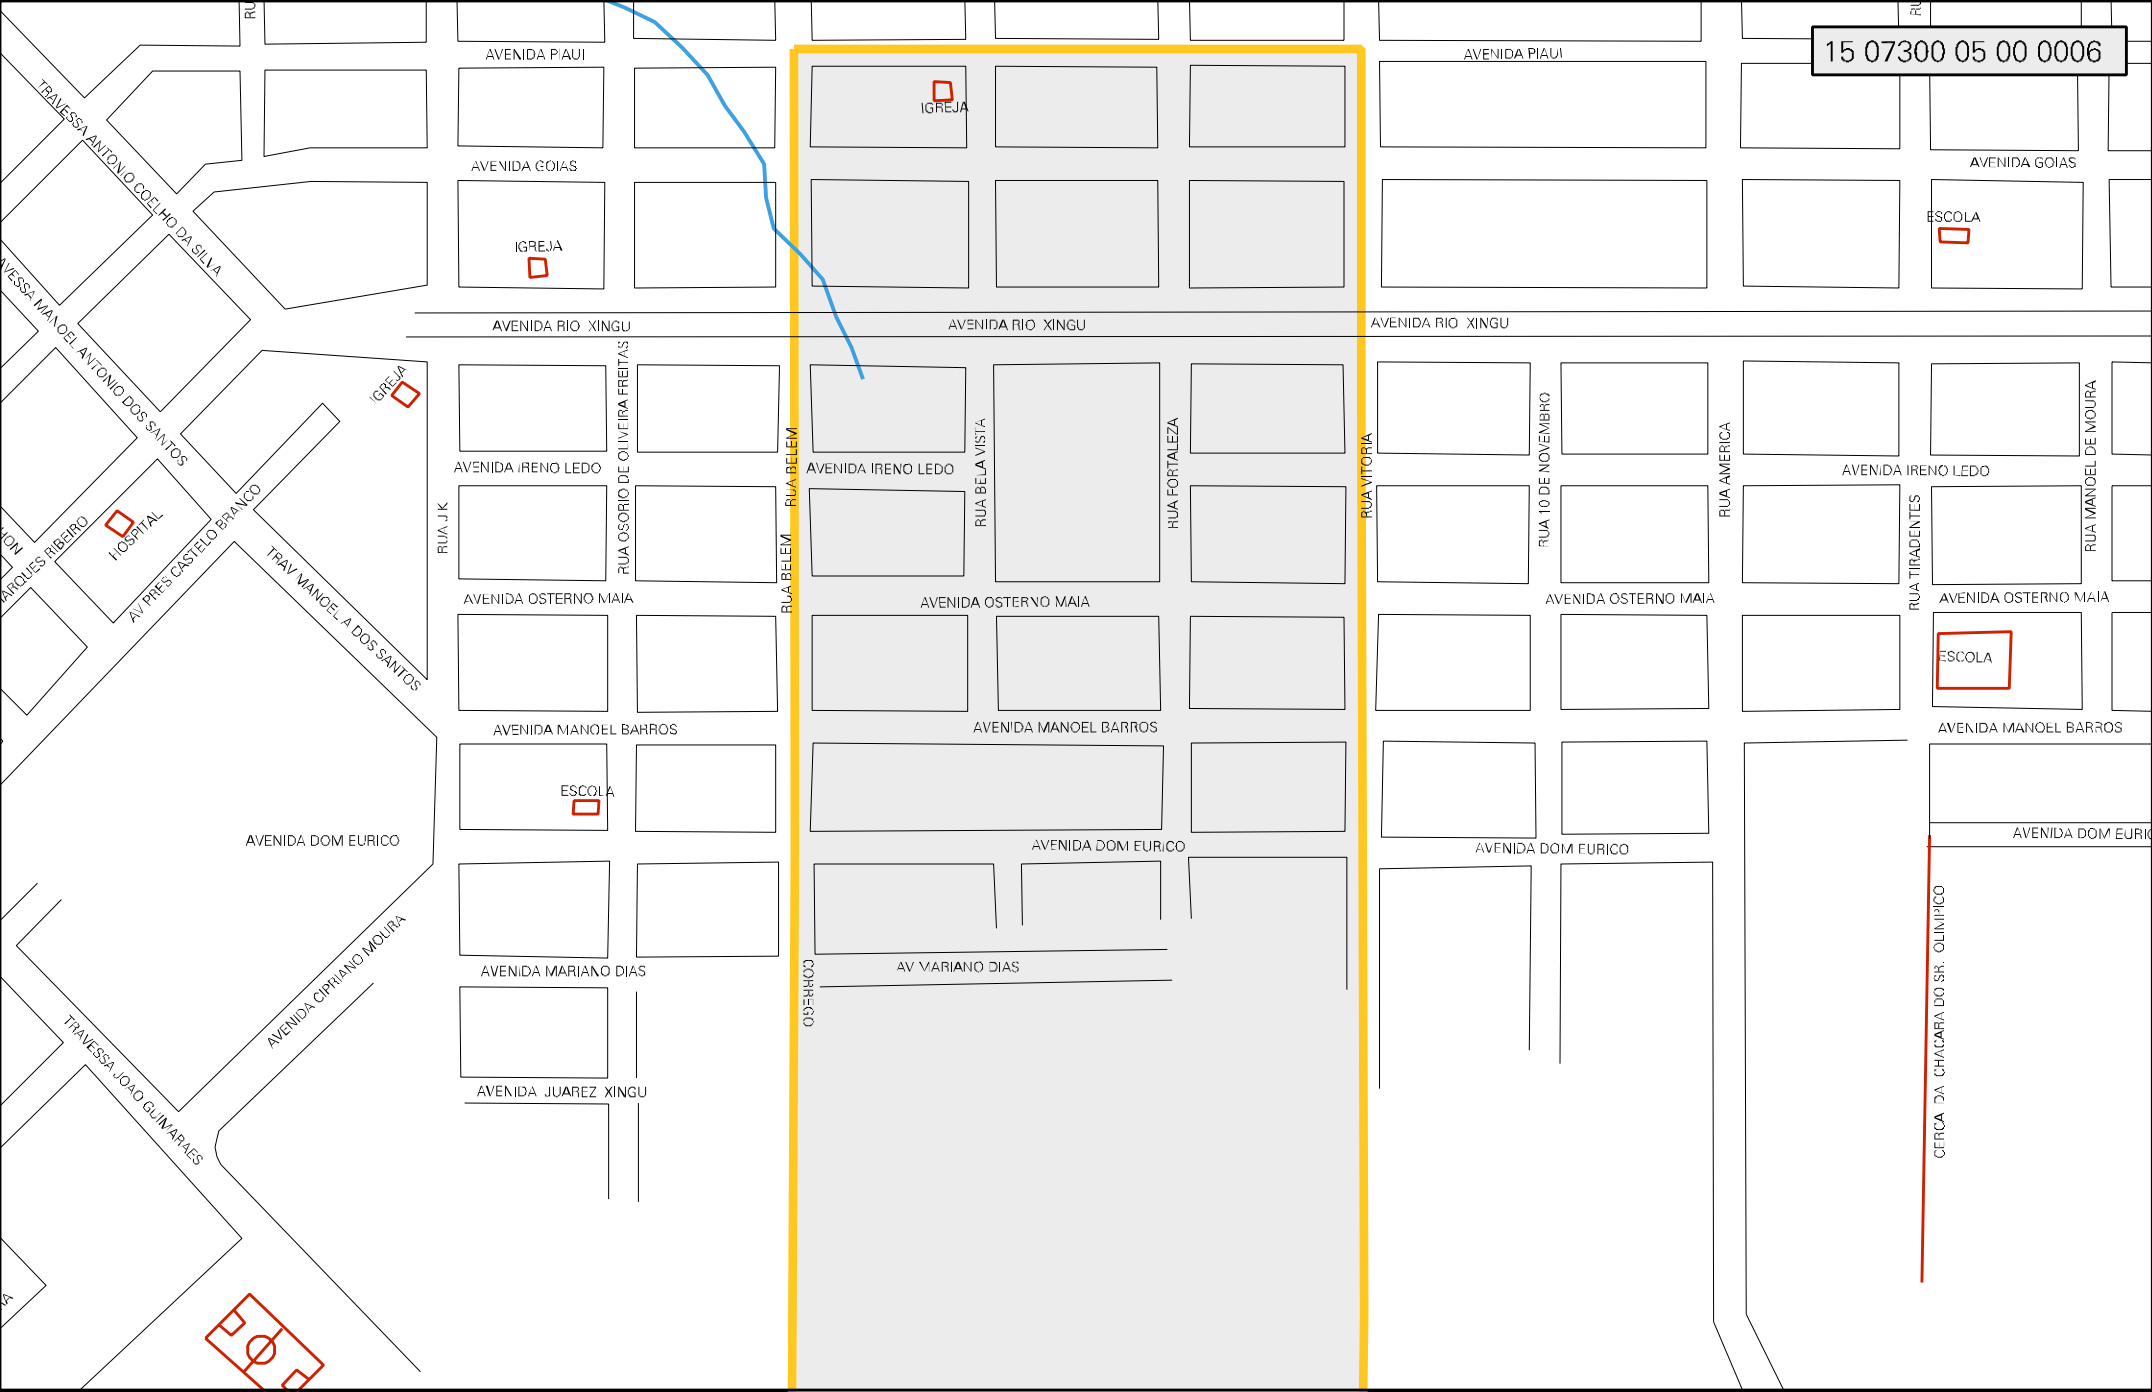 15 07300 05 00 0006
AVENIDA PIAUI
AVENIDA PIAUI
IGREJA
TRAVESSA ANTONIO COELHO DA SILVA
AVENIDA GOIAS
AVENIDA GOIAS
ESCOLA
IGREJA
AVESSA MANOEL ANTONIO DOS SANTOS
AVENIDA RIO XINGU
AVENIDA RIO XINGU
AVENIDA RIO XINGU
IGREJA
RUA OSORIO DE OLIVEIRA FREITAS
RUA BELEM
RUA BELA VISTA
RUA FORTALEZA
RUA VITORIA
RUA 10 DE NOVEMBRO
RUA AMERICA
RUA MANOEL DE MOURA
AVENIDA IRENO LEDO
AVENIDA IRENO LEDO
AVENIDA IRENO LEDO
RUA J K
RUA BELEM
RUA TIRADENTES
HOSPITAL
MARQUES RIBEIRO
AV PRES CASTELO BRANCO
TRAV MANOEL A DOS SANTOS
AVENIDA OSTERNO MAIA
AVENIDA OSTERNO MAIA
AVENIDA OSTERNO MAIA
AVENIDA OSTERNO MAIA
ESCOLA
AVENIDA MANOEL BARROS
AVENIDA MANOEL BARROS
AVENIDA MANOEL BARROS
ESCOLA
AVENIDA DOM EURICO
AVENIDA DOM EURICO
AVENIDA DOM EURICO
AVENIDA DOM EURIC
AVENIDA CIPRIANO MOURA
AVENIDA MARIANO DIAS
AV MARIANO DIAS
CORREGO
CERCA DA CHACARA DO SR. OLIMPICO
TRAVESSA JOAO GUIMARAES
AVENIDA JUAREZ XINGU